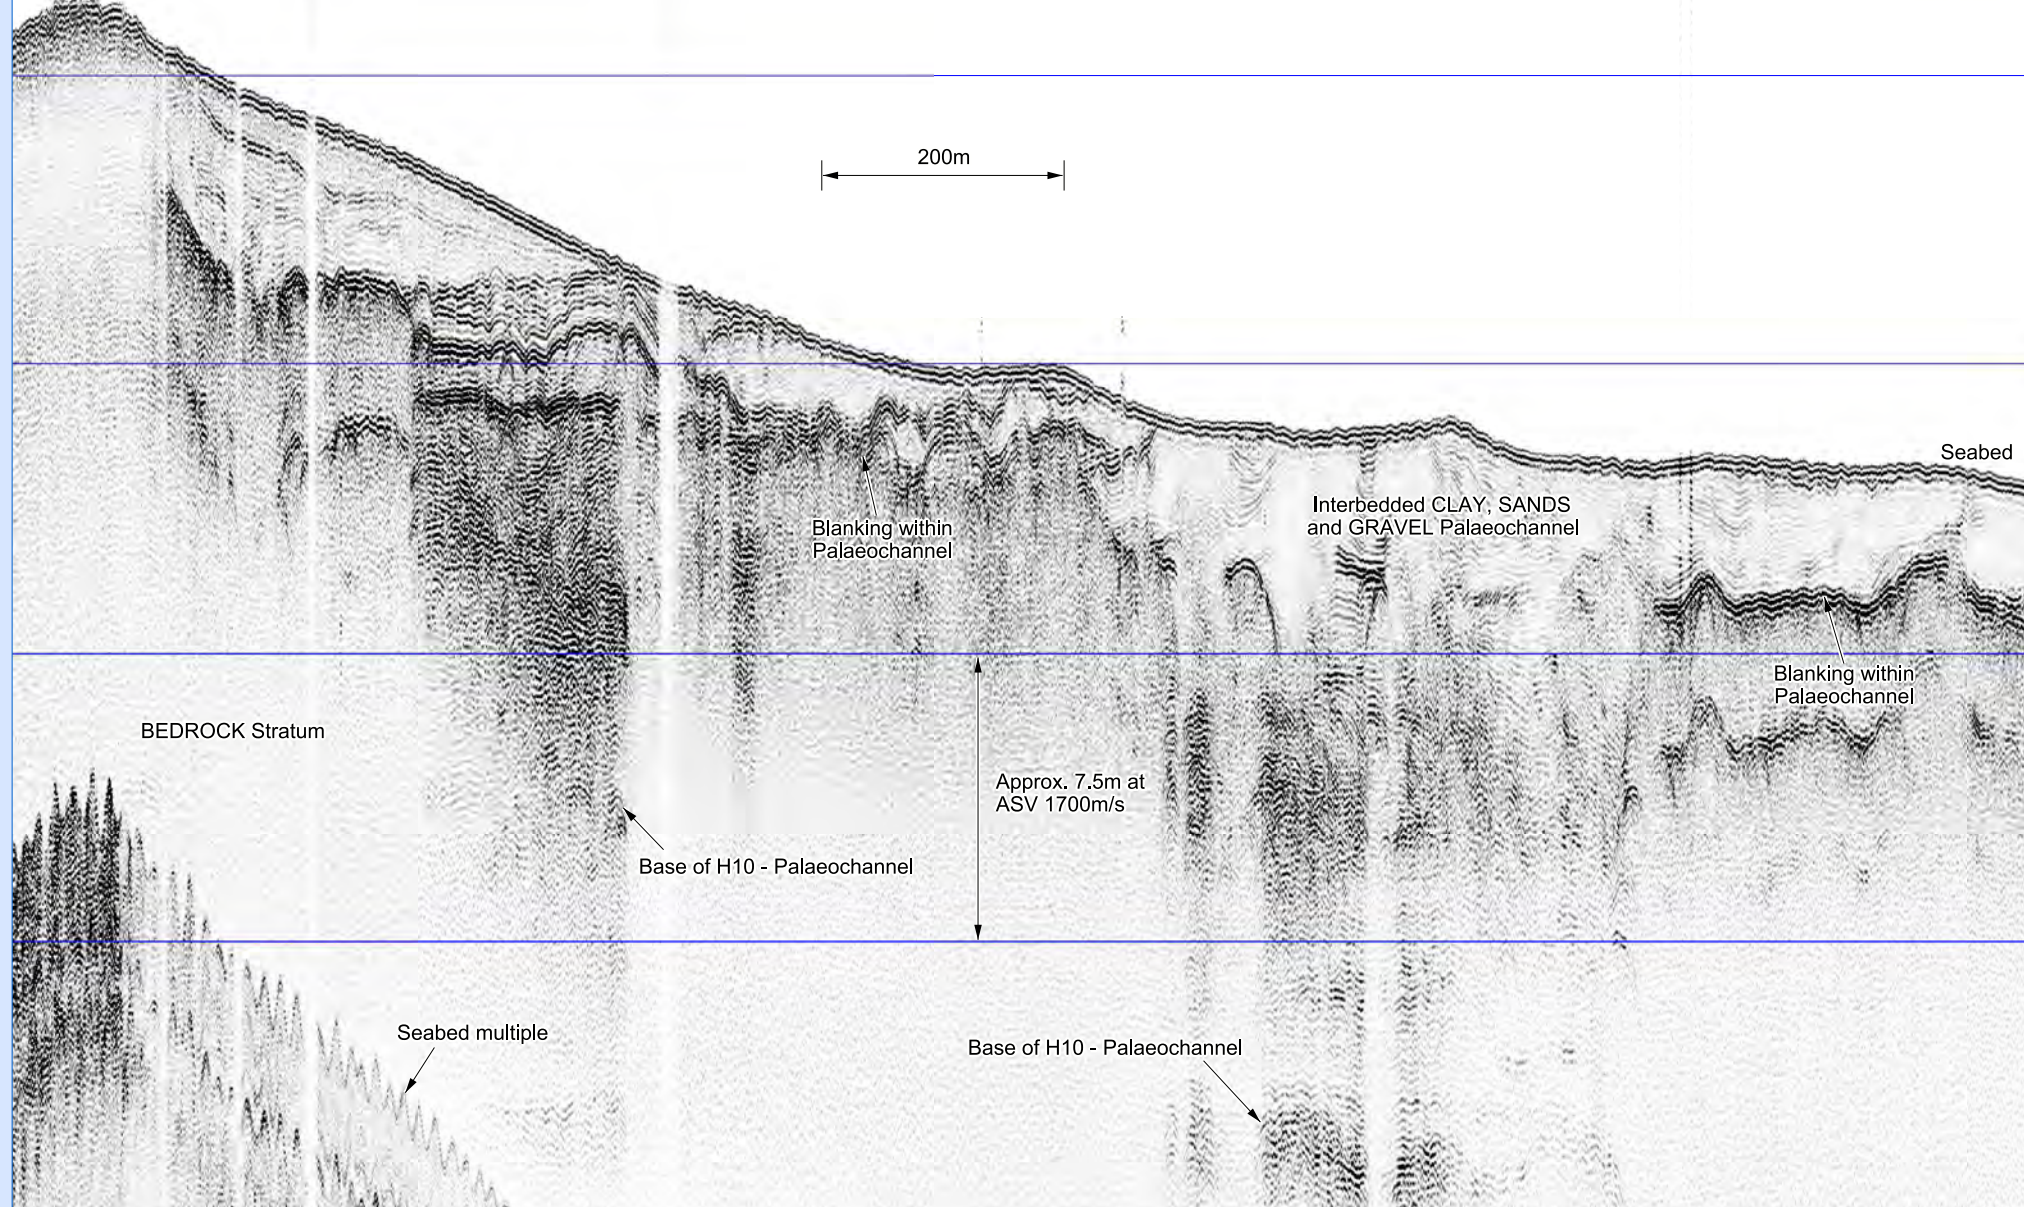 200m
Seabed
Interbedded CLAY, SANDS
and GRAVEL Palaeochannel
Blanking within
Palaeochannel
Blanking within
Palaeochannel
BEDROCK Stratum
Approx. 7.5m at
ASV 1700m/s
Base of H10 - Palaeochannel
Seabed multiple
Base of H10 - Palaeochannel